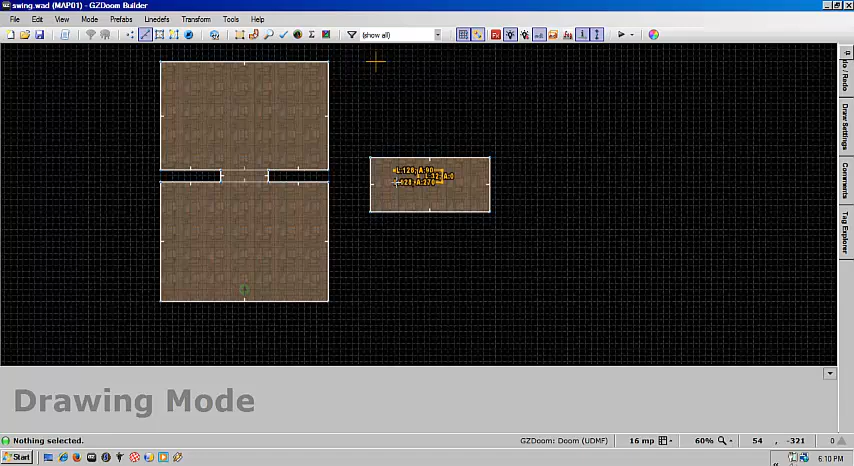 swing.wad (MAP01) - GZDoom Builder
File Edit View Mode Prefabs Linedefs Transform Tools Help
(show all)
Undo / Redo
Draw Settings
Comments
Tag Explorer
L:128; A:90
L:32; A:0
A:270
Drawing Mode
Nothing selected.
GZDoom: Doom (UDMF)
16 mp
60%
54 , -321
0
Start
6:10 PM